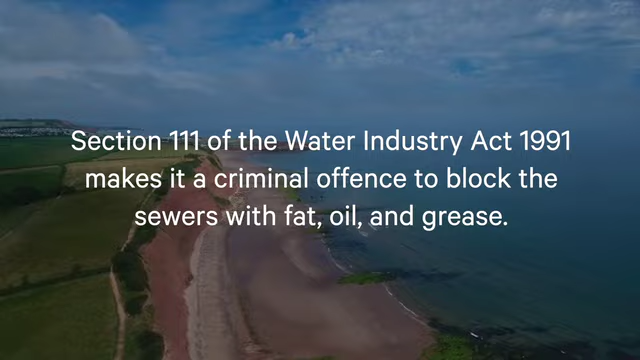 Section 111 of the Water Industry Act 1991
makes it a criminal offence to block the
sewers with fat, oil, and grease.